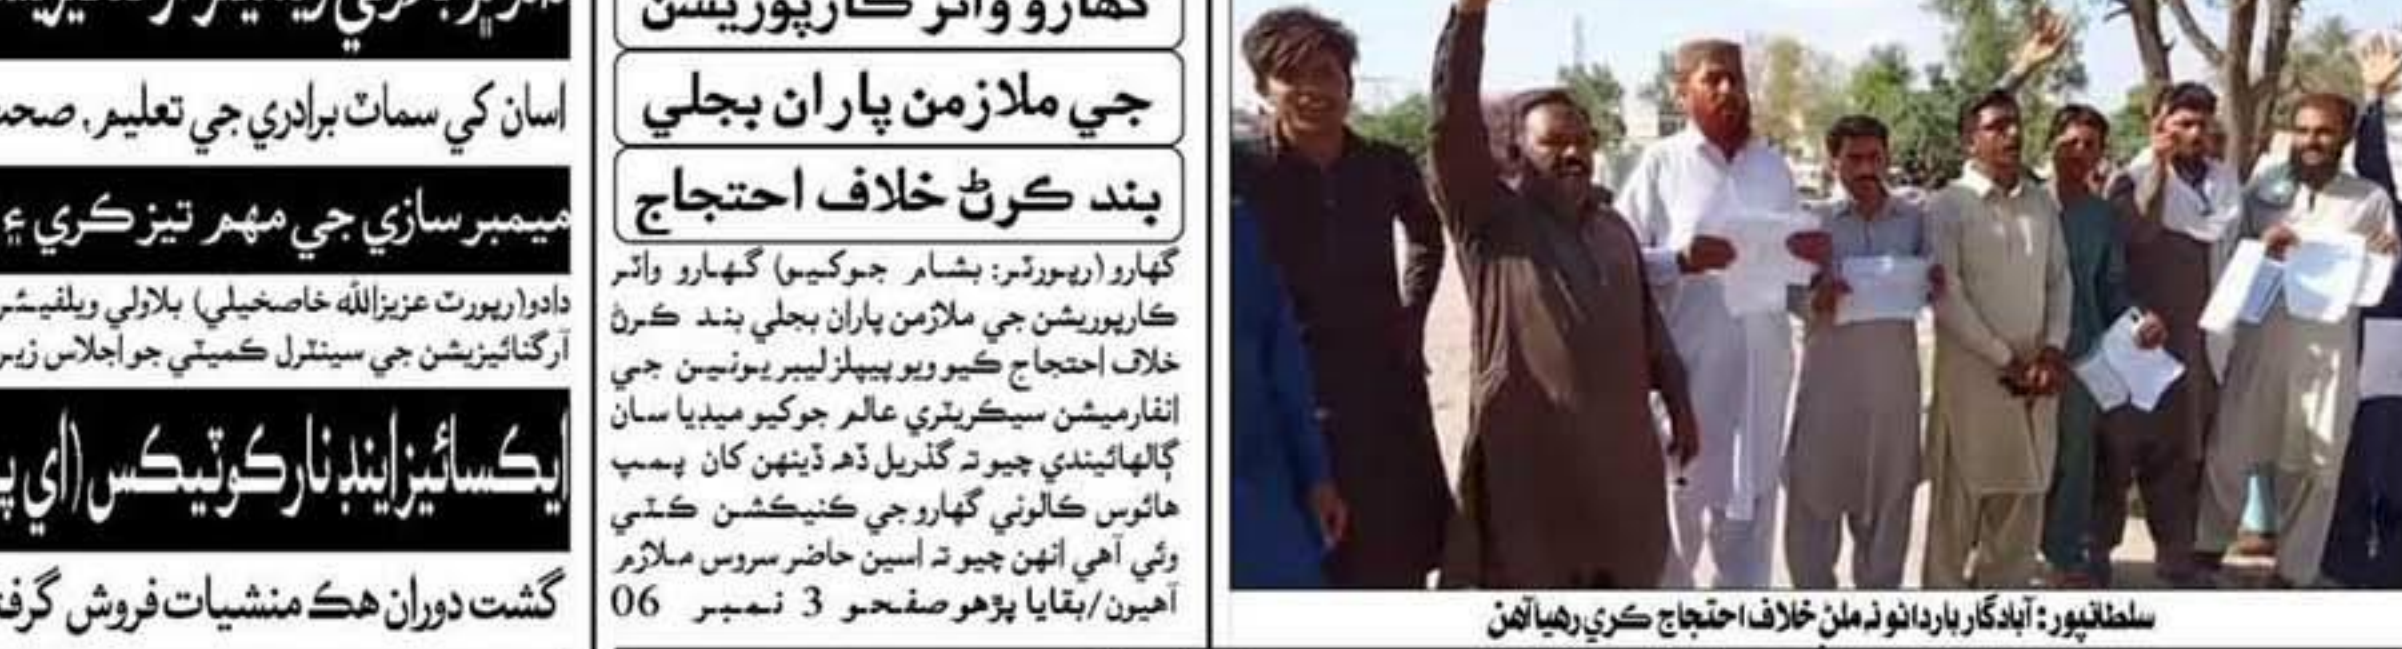 گهارو واٽر ڪارپوريشن
جي ملازمن پاران بجلي
بند ڪرڻ خلاف احتجاج
گهارو (رپورٽر: بشام جوکيو) گهارو واٽر
ڪارپوريشن جي ملازمن پاران بجلي بند ڪرڻ
خلاف احتجاج ڪيو ويو پيپلز ليبر يونين جي
انفارميشن سيڪريٽري عالم جوکيو ميڊيا سان
ڳالهائيندي چيو تہ گذريل ڏهہ ڏينهن کان پمپ
هائوس ڪالوني گهارو جي ڪنيڪشن ڪٽي
وئي آهي انهن چيو تہ اسين حاضر سروس ملازم
آهيون/بقايا پڙهو صفحو 3 نمبر 06
سلطانپور: آبادگار باردانو نہ ملڻ خلاف احتجاج ڪري رهيا آهن
اسان کي سماٽ برادري جي تعليم، صحت
ميمبر سازي جي مهم تيز ڪري ۽
دادو(رپورٽ عزيزالله خاصخيلي) بلاولي ويلفيئر
آرگنائيزيشن جي سينٽرل ڪميٽي جو اجلاس زير
ايڪسائيز اينڊ نارڪوٽيڪس (اي
گشت دوران هڪ منشيات فروش